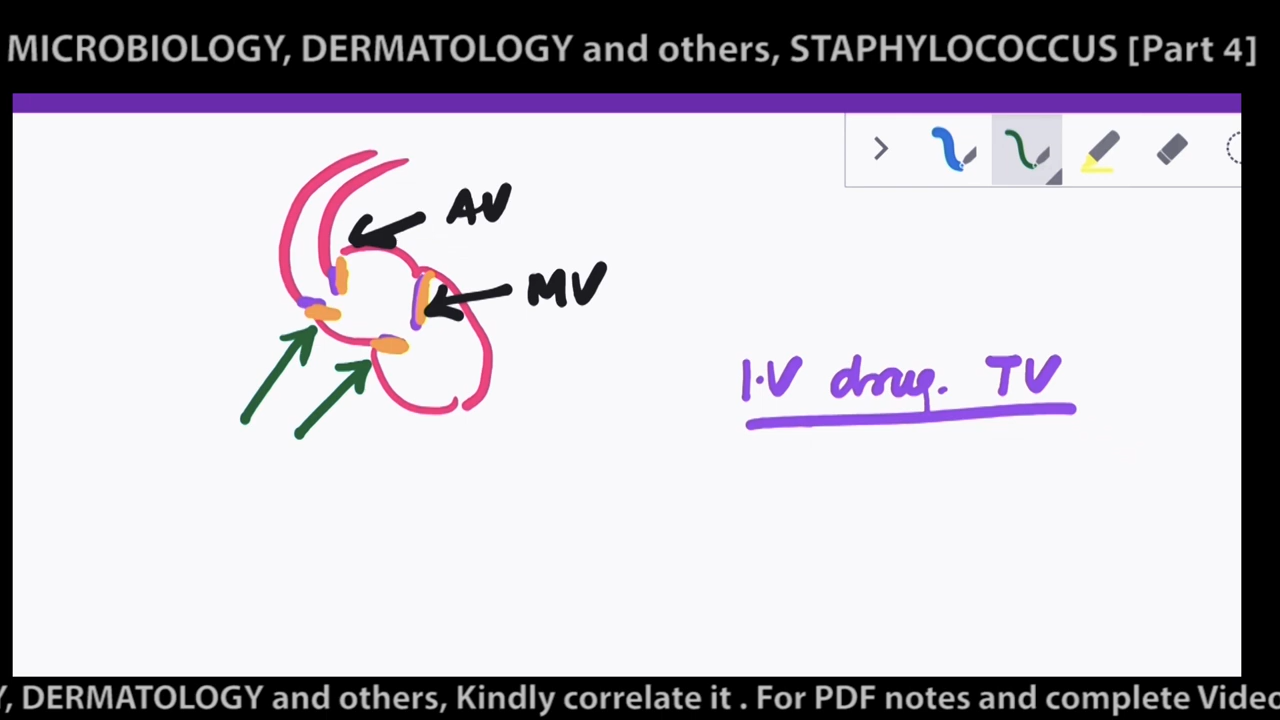 MICROBIOLOGY, DERMATOLOGY and others, STAPHYLOCOCCUS [Part 4]
AV
MV
I.V drug. TV
Y, DERMATOLOGY and others, Kindly correlate it . For PDF notes and complete Video